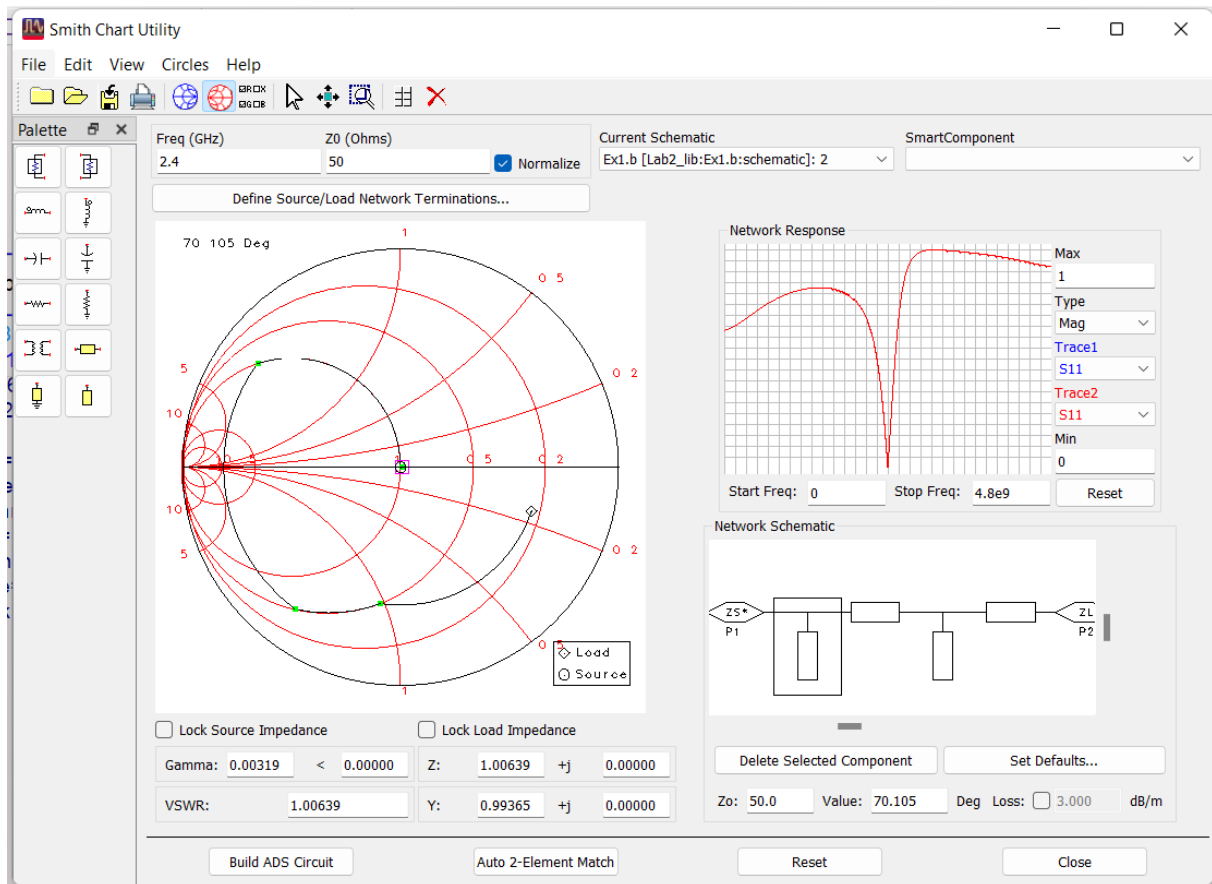 Smith Chart Utility
File Edit View Circles Help
Palette
Freq (GHz) Z0 (Ohms)
2.4 50 Normalize
Current Schematic SmartComponent
Ex1.b [Lab2_lib:Ex1.b:schematic]: 2
Define Source/Load Network Terminations...
70 105 Deg
1
0 5
0 2
5
10
1
0 5
0 2
10
5
0 2
0 5
1
Load
Source
Network Response
Max
1
Type
Mag
Trace1
S11
Trace2
S11
Min
0
Start Freq: 0 Stop Freq: 4.8e9 Reset
Network Schematic
ZS*
P1
ZL
P2
Lock Source Impedance Lock Load Impedance
Gamma: 0.00319 < 0.00000 Z: 1.00639 +j 0.00000
VSWR: 1.00639 Y: 0.99365 +j 0.00000
Delete Selected Component Set Defaults...
Zo: 50.0 Value: 70.105 Deg Loss: 3.000 dB/m
Build ADS Circuit Auto 2-Element Match Reset Close